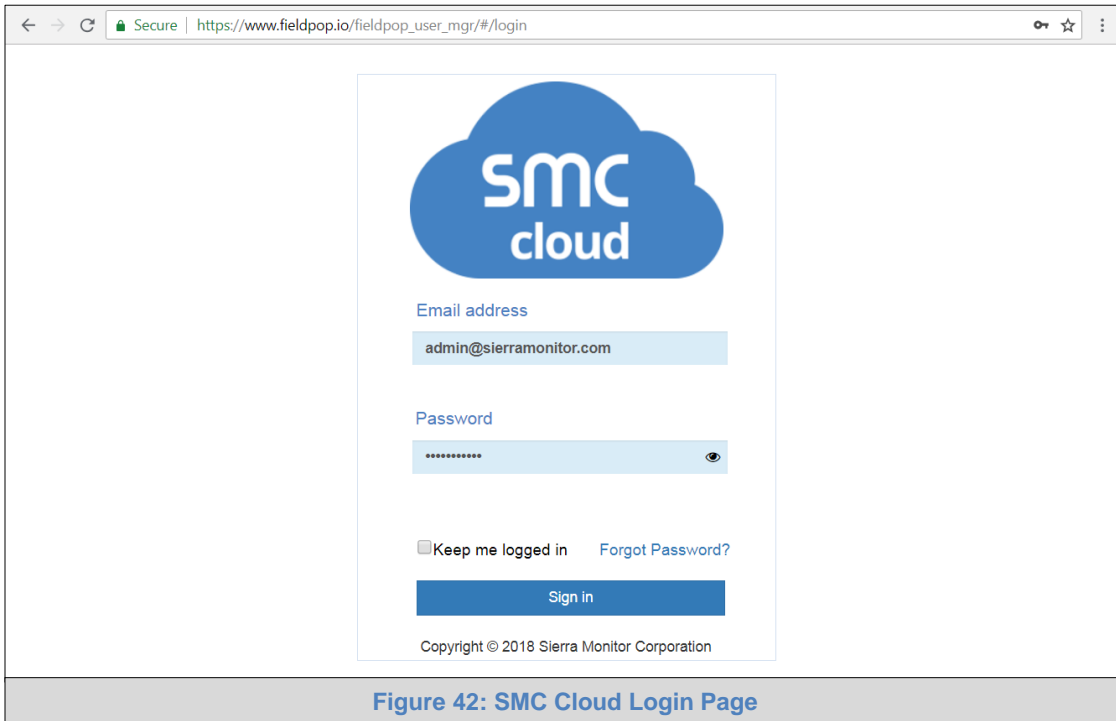 Secure | https://www.fieldpop.io/fieldpop_user_mgr/#/login
smc
cloud
Email address
admin@sierramonitor.com
Password
•••••••••••
Keep me logged in Forgot Password?
Sign in
Copyright © 2018 Sierra Monitor Corporation
Figure 42: SMC Cloud Login Page